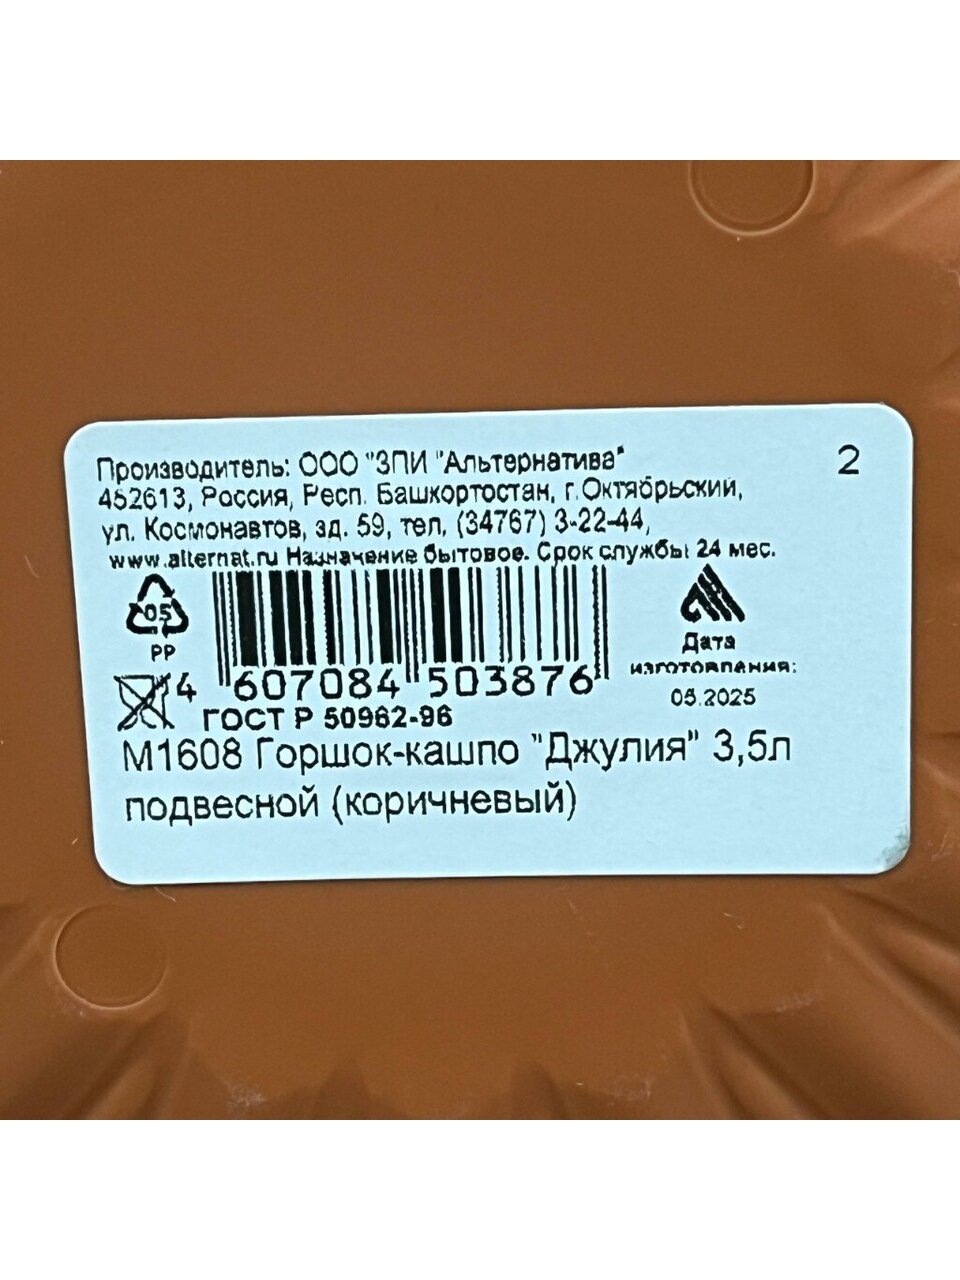 Производитель: ООО "ЗПИ "Альтернатива" 2
452613, Россия, Респ. Башкортостан, г.Октябрьский,
ул. Космонавтов, зд. 59, тел. (34767) 3-22-44,
www.alternat.ru Назначение бытовое. Срок службы 24 мес.
05
PP
Дата
изготовления:
05.2025
4 607084 503876
ГОСТ Р 50962-96
М1608 Горшок-кашпо "Джулия" 3,5л
подвесной (коричневый)